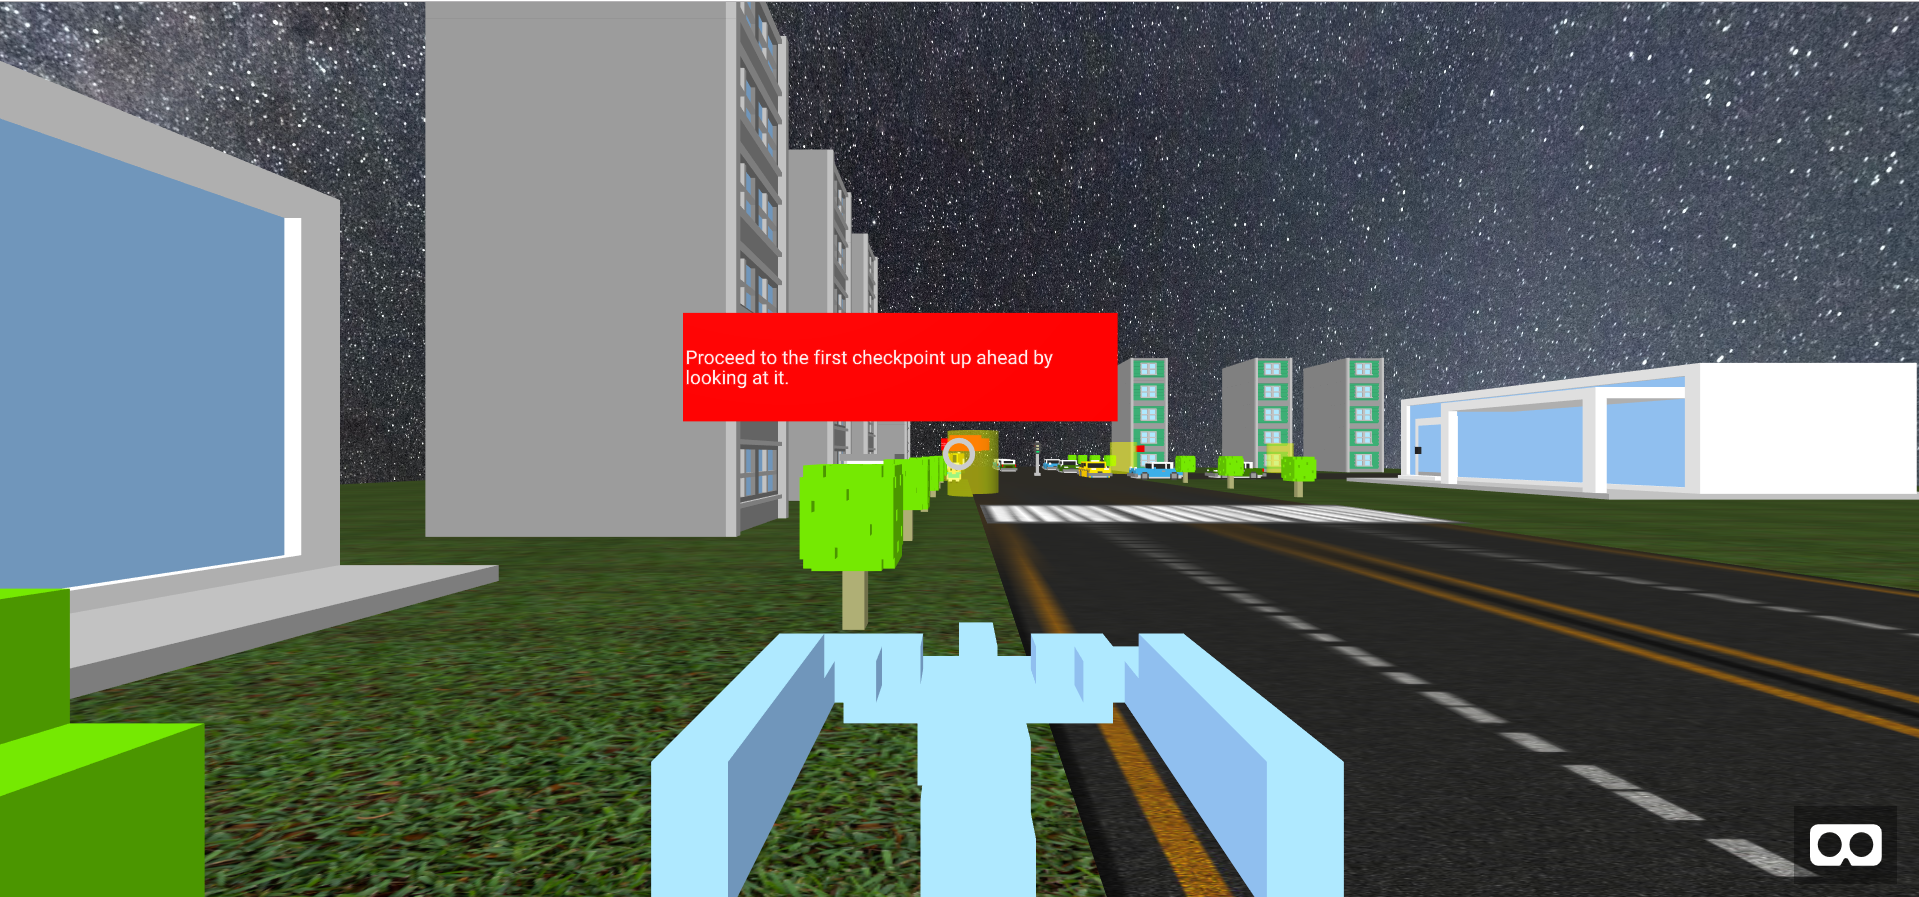 Proceed to the first checkpoint up ahead by
looking at it.